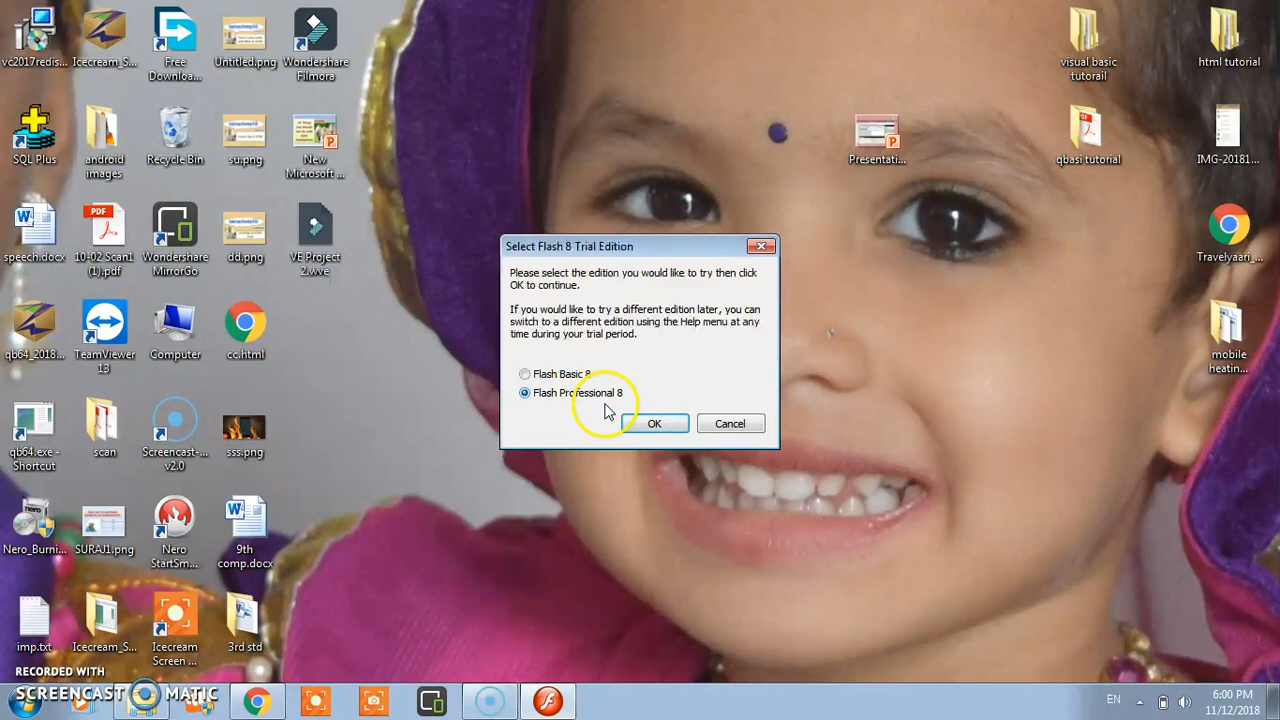 vc2017redis...
Icecream_S...
Free
Downloa...
Untitled.png
Wondershare
Filmora
visual basic
tutorail
html tutorial
SQL Plus
android
images
Recycle Bin
su.png
New
Microsoft ...
Presentati...
qbasi tutorial
IMG-20181...
speech.docx
PDF
10-02 Scan1
(1).pdf
Wondershare
MirrorGo
dd.png
VE Project
2.wve
Travelyaari_...
qb64_2018...
TeamViewer
13
Computer
cc.html
mobile
heatin...
qb64.exe -
Shortcut
scan
Screencast-...
v2.0
sss.png
Nero_Burni...
SURAJ1.png
Nero
StartSm...
9th
comp.docx
imp.txt
Icecream_S...
Icecream
Screen ...
3rd std
Select Flash 8 Trial Edition
Please select the edition you would like to try then click
OK to continue.
If you would like to try a different edition later, you can
switch to a different edition using the Help menu at any
time during your trial period.
Flash Basic 8
Flash Professional 8
OK
Cancel
RECORDED WITH
SCREENCAST MATIC
EN
6:00 PM
11/12/2018